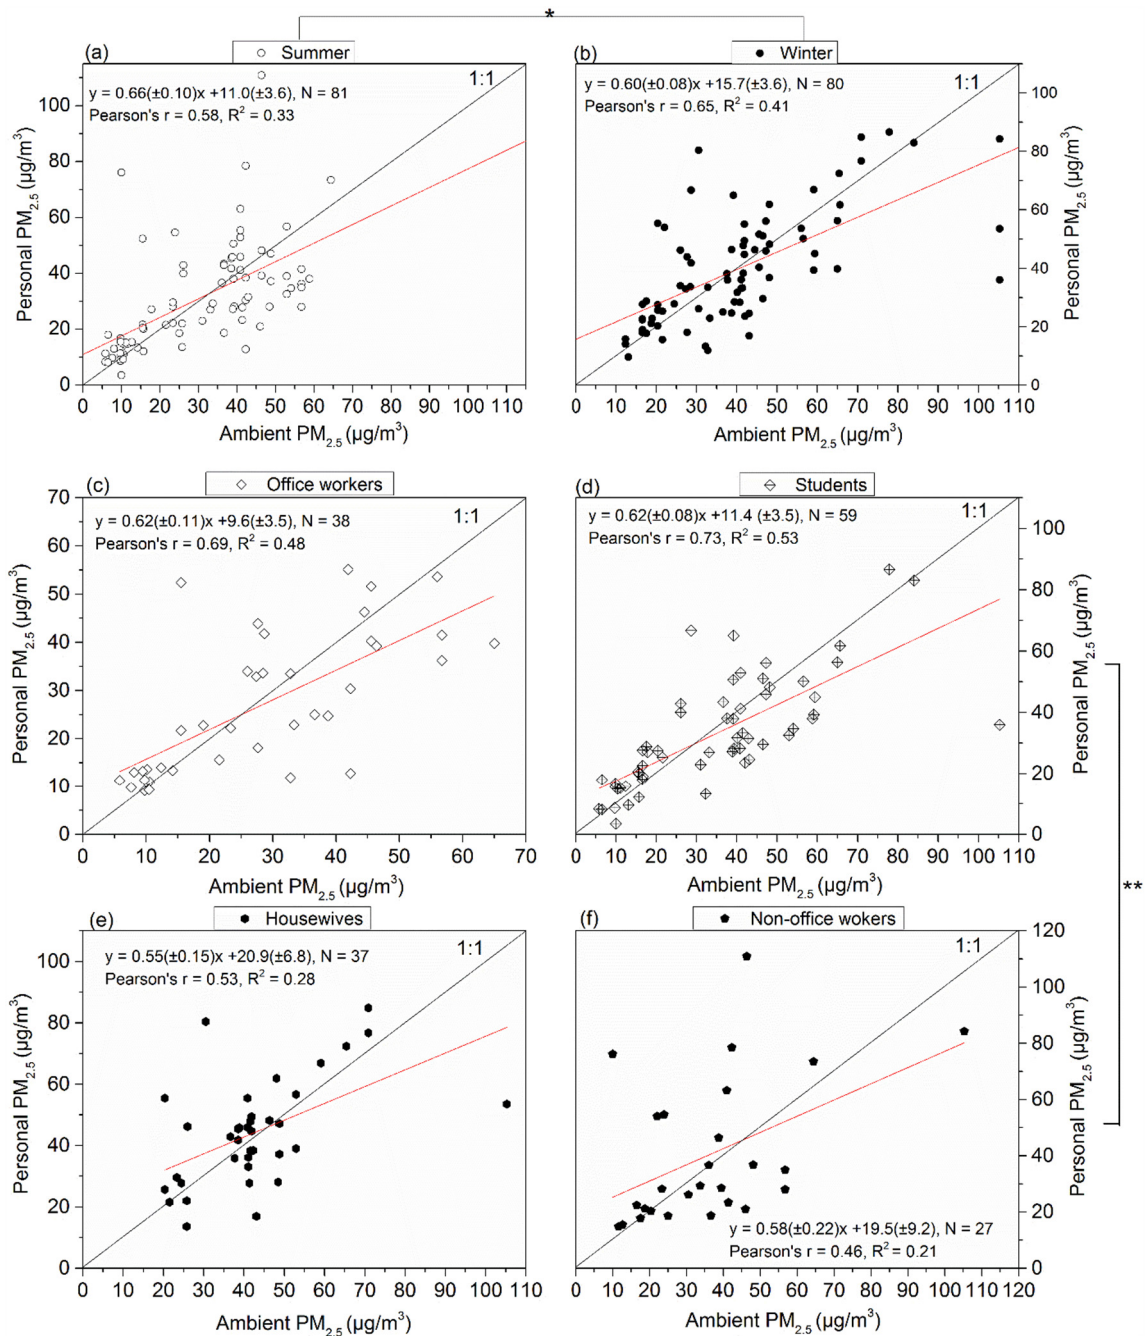 *
(a)
○ Summer
y = 0.66(±0.10)x +11.0(±3.6), N = 81
Pearson's r = 0.58, R² = 0.33
1:1
Personal PM₂.₅ (µg/m³)
100
80
60
40
20
0
0 10 20 30 40 50 60 70 80 90 100 110
Ambient PM₂.₅ (µg/m³)
(b)
● Winter
y = 0.60(±0.08)x +15.7(±3.6), N = 80
Pearson's r = 0.65, R² = 0.41
1:1
Personal PM₂.₅ (µg/m³)
100
80
60
40
20
0
0 10 20 30 40 50 60 70 80 90 100 110
Ambient PM₂.₅ (µg/m³)
(c)
◇ Office workers
y = 0.62(±0.11)x +9.6(±3.5), N = 38
Pearson's r = 0.69, R² = 0.48
1:1
Personal PM₂.₅ (µg/m³)
70
60
50
40
30
20
10
0
0 10 20 30 40 50 60 70
Ambient PM₂.₅ (µg/m³)
(d)
Students
y = 0.62(±0.08)x +11.4 (±3.5), N = 59
Pearson's r = 0.73, R² = 0.53
1:1
Personal PM₂.₅ (µg/m³)
100
80
60
40
20
0
0 10 20 30 40 50 60 70 80 90 100 110
Ambient PM₂.₅ (µg/m³)
**
(e)
Housewives
y = 0.55(±0.15)x +20.9(±6.8), N = 37
Pearson's r = 0.53, R² = 0.28
1:1
Personal PM₂.₅ (µg/m³)
100
80
60
40
20
0
0 10 20 30 40 50 60 70 80 90 100 110
Ambient PM₂.₅ (µg/m³)
(f)
Non-office wokers
1:1
y = 0.58(±0.22)x +19.5(±9.2), N = 27
Pearson's r = 0.46, R² = 0.21
Personal PM₂.₅ (µg/m³)
120
100
80
60
40
20
0
0 10 20 30 40 50 60 70 80 90 100 110 120
Ambient PM₂.₅ (µg/m³)